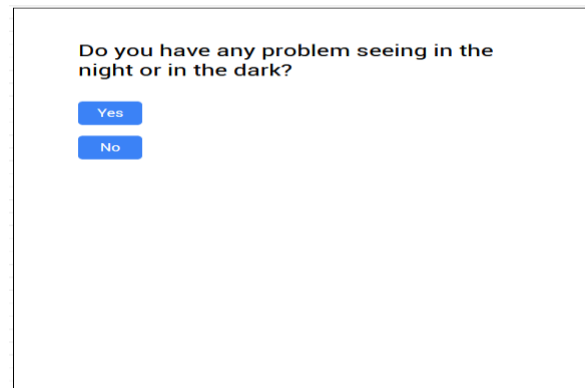 Do you have any problem seeing in the
night or in the dark?
Yes
No